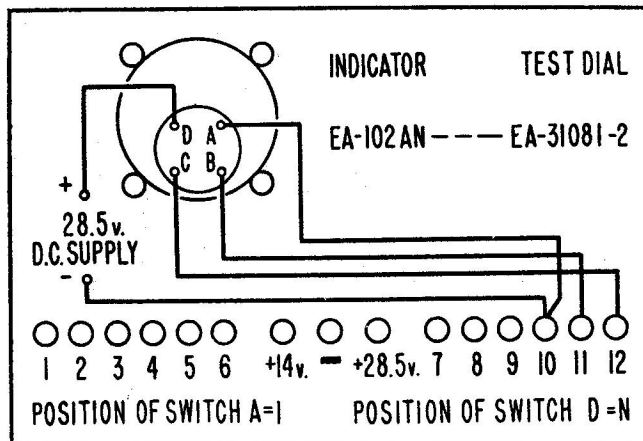 INDICATOR TEST DIAL
EA-102AN---- EA-31081-2
D A
C B
+
28.5v.
D.C. SUPPLY
-
1 2 3 4 5 6 +14v. - +28.5v. 7 8 9 10 11 12
POSITION OF SWITCH A=1 POSITION OF SWITCH D=N